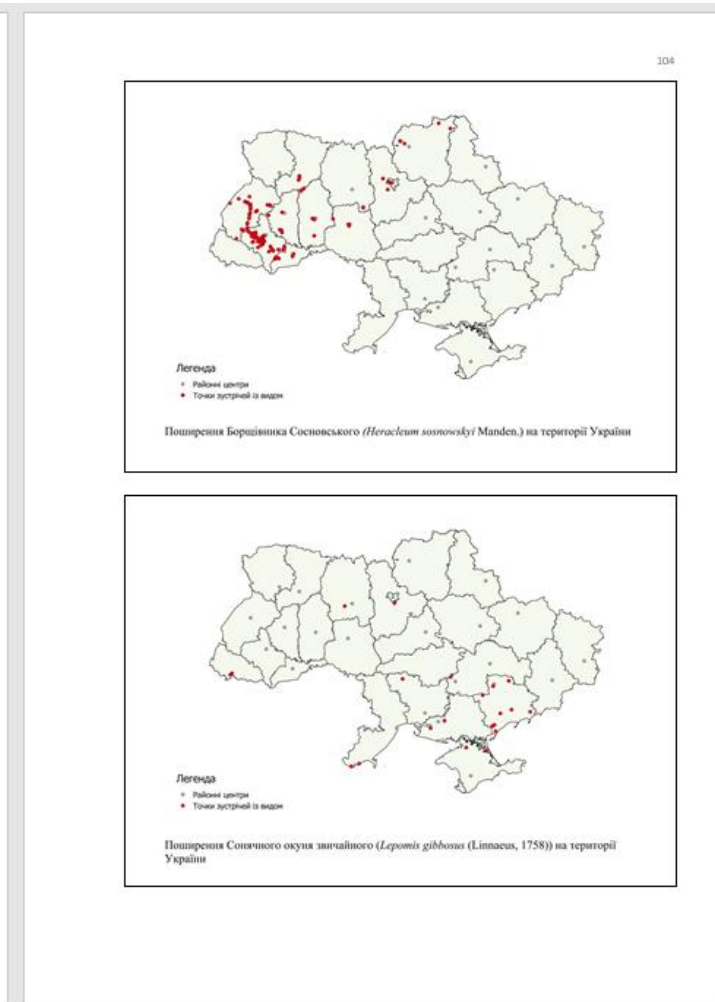 104
Легенда
Районні центри
Точки зустрічей із видом
Поширення Борщівника Сосновського (Heracleum sosnowskyi Manden.) на території України
Легенда
Районні центри
Точки зустрічей із видом
Поширення Сонячного окуня звичайного (Lepomis gibbosus (Linnaeus, 1758)) на території
України